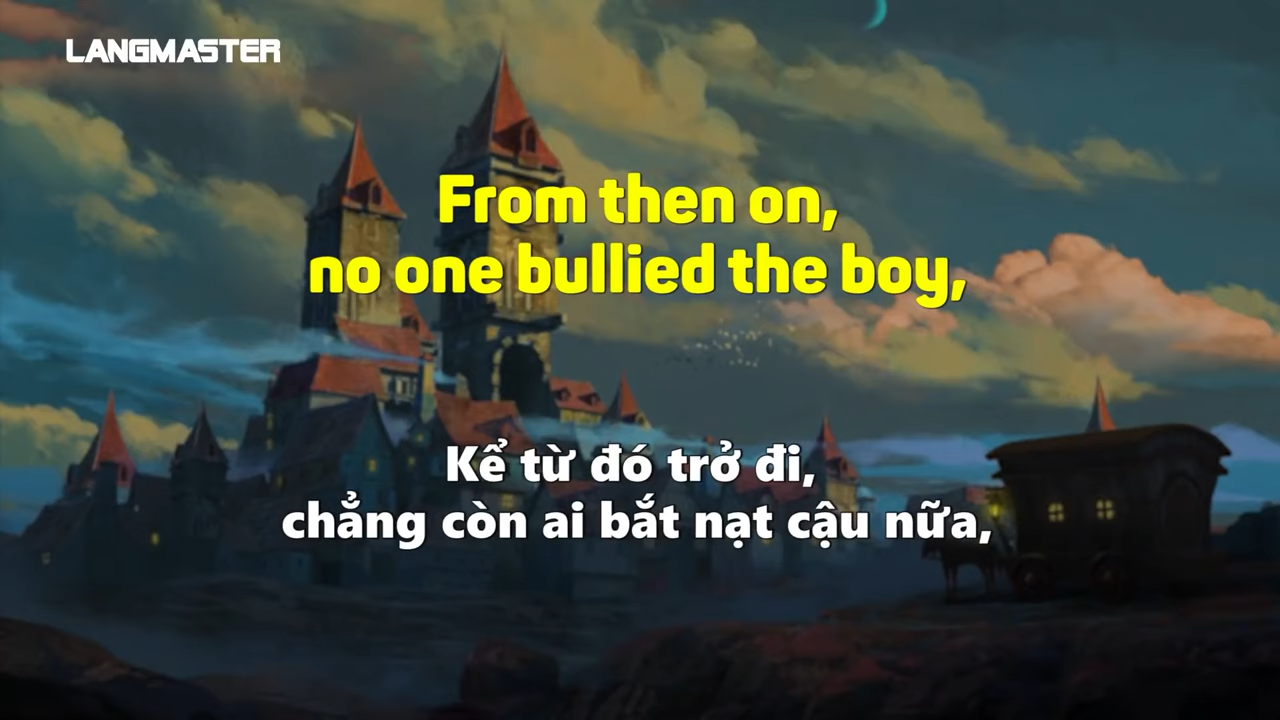 LANGMASTER
From then on,
no one bullied the boy,
Kể từ đó trở đi,
chẳng còn ai bắt nạt cậu nữa,